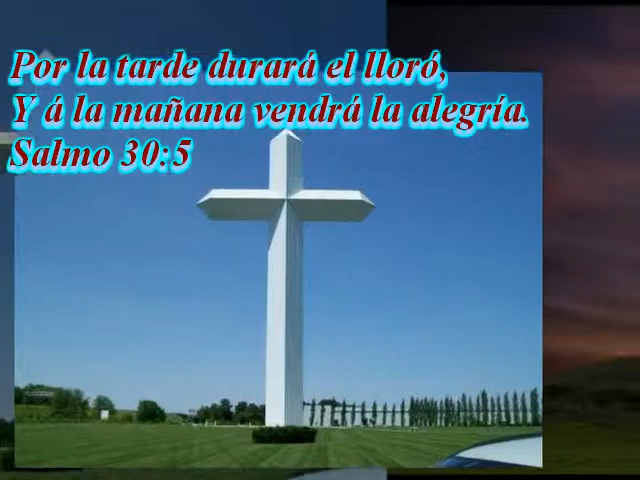 Por la tarde durará el lloró,
Y á la mañana vendrá la alegría.
Salmo 30:5